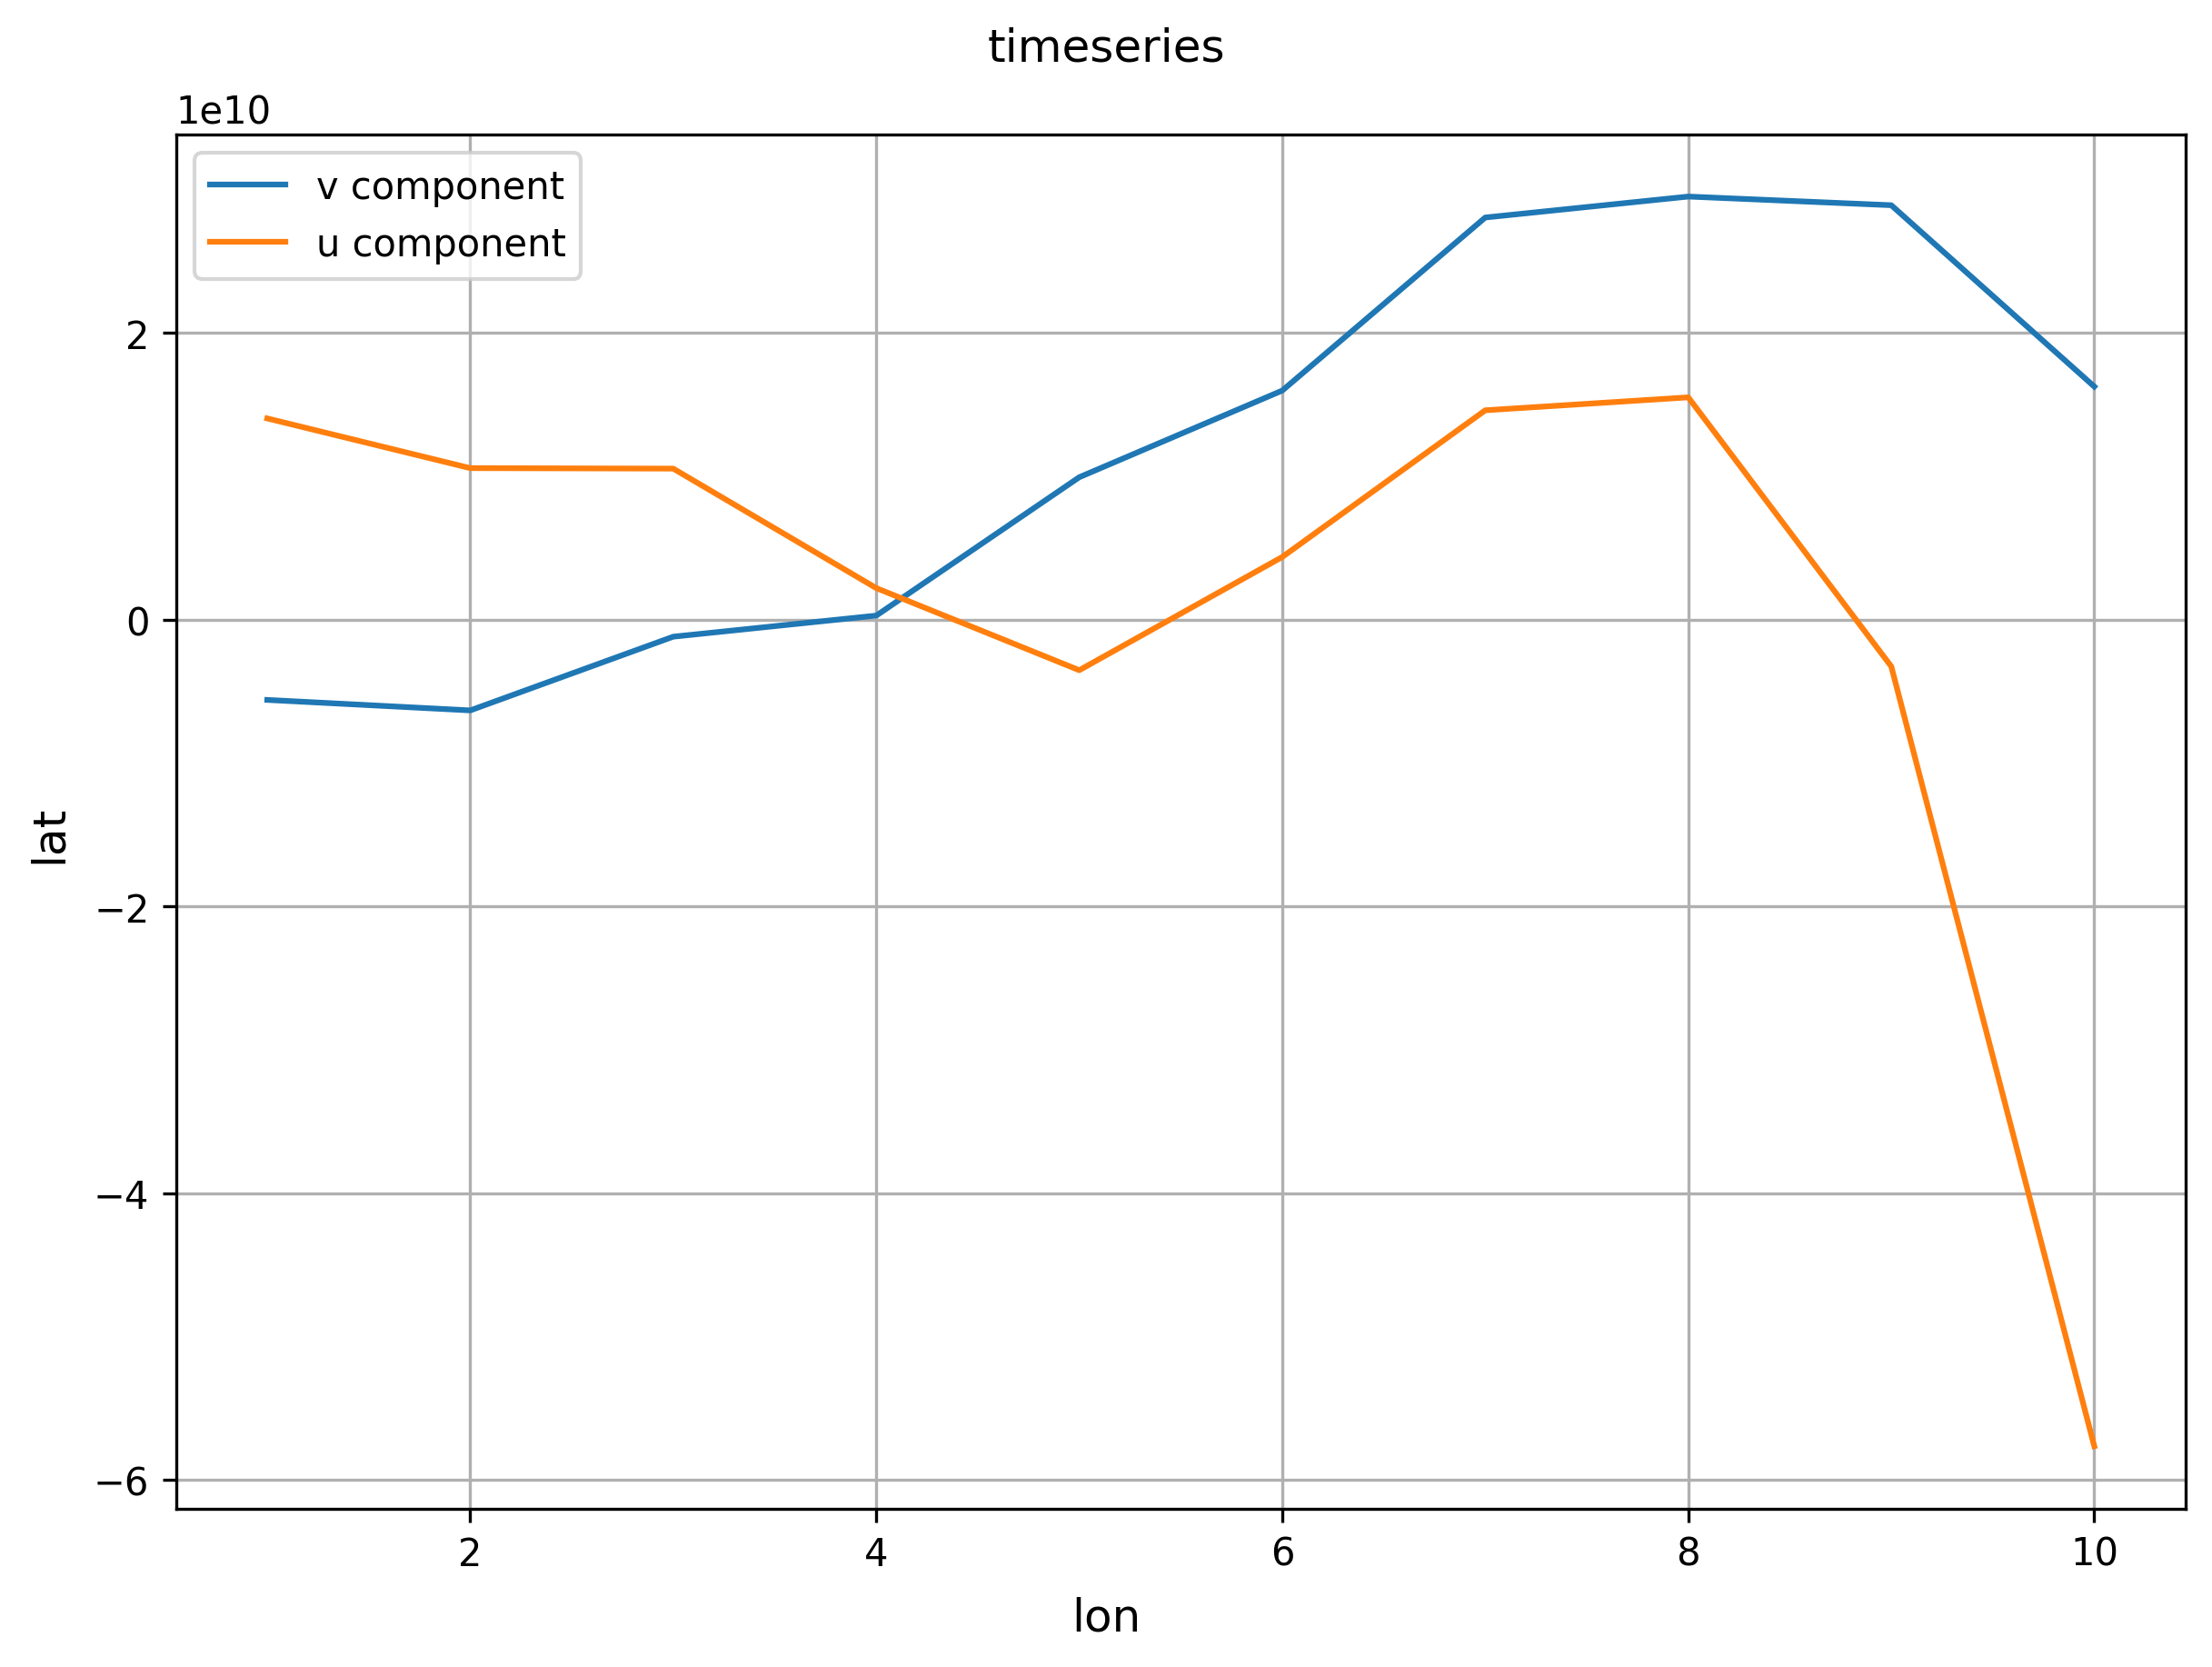 timeseries
1e10
v component
u component
2
0
−2
−4
−6
lat
2 4 6 8 10
lon